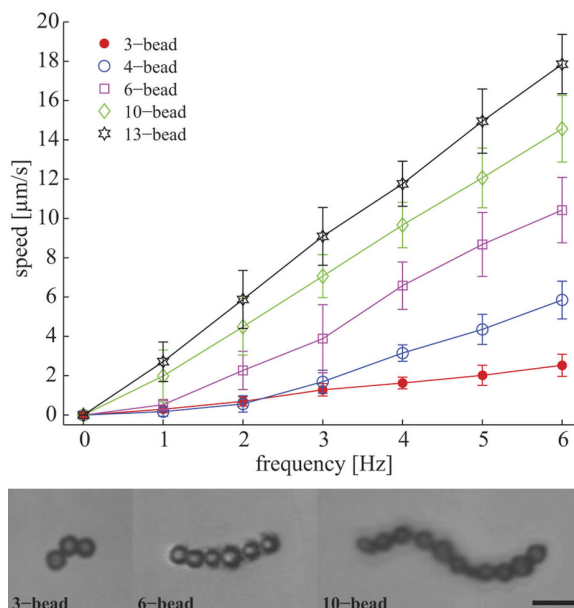 20
18
16
14
12
10
8
6
4
2
0
speed [µm/s]
3−bead
4−bead
6−bead
10−bead
13−bead
0 1 2 3 4 5 6
frequency [Hz]
3−bead 6−bead 10−bead